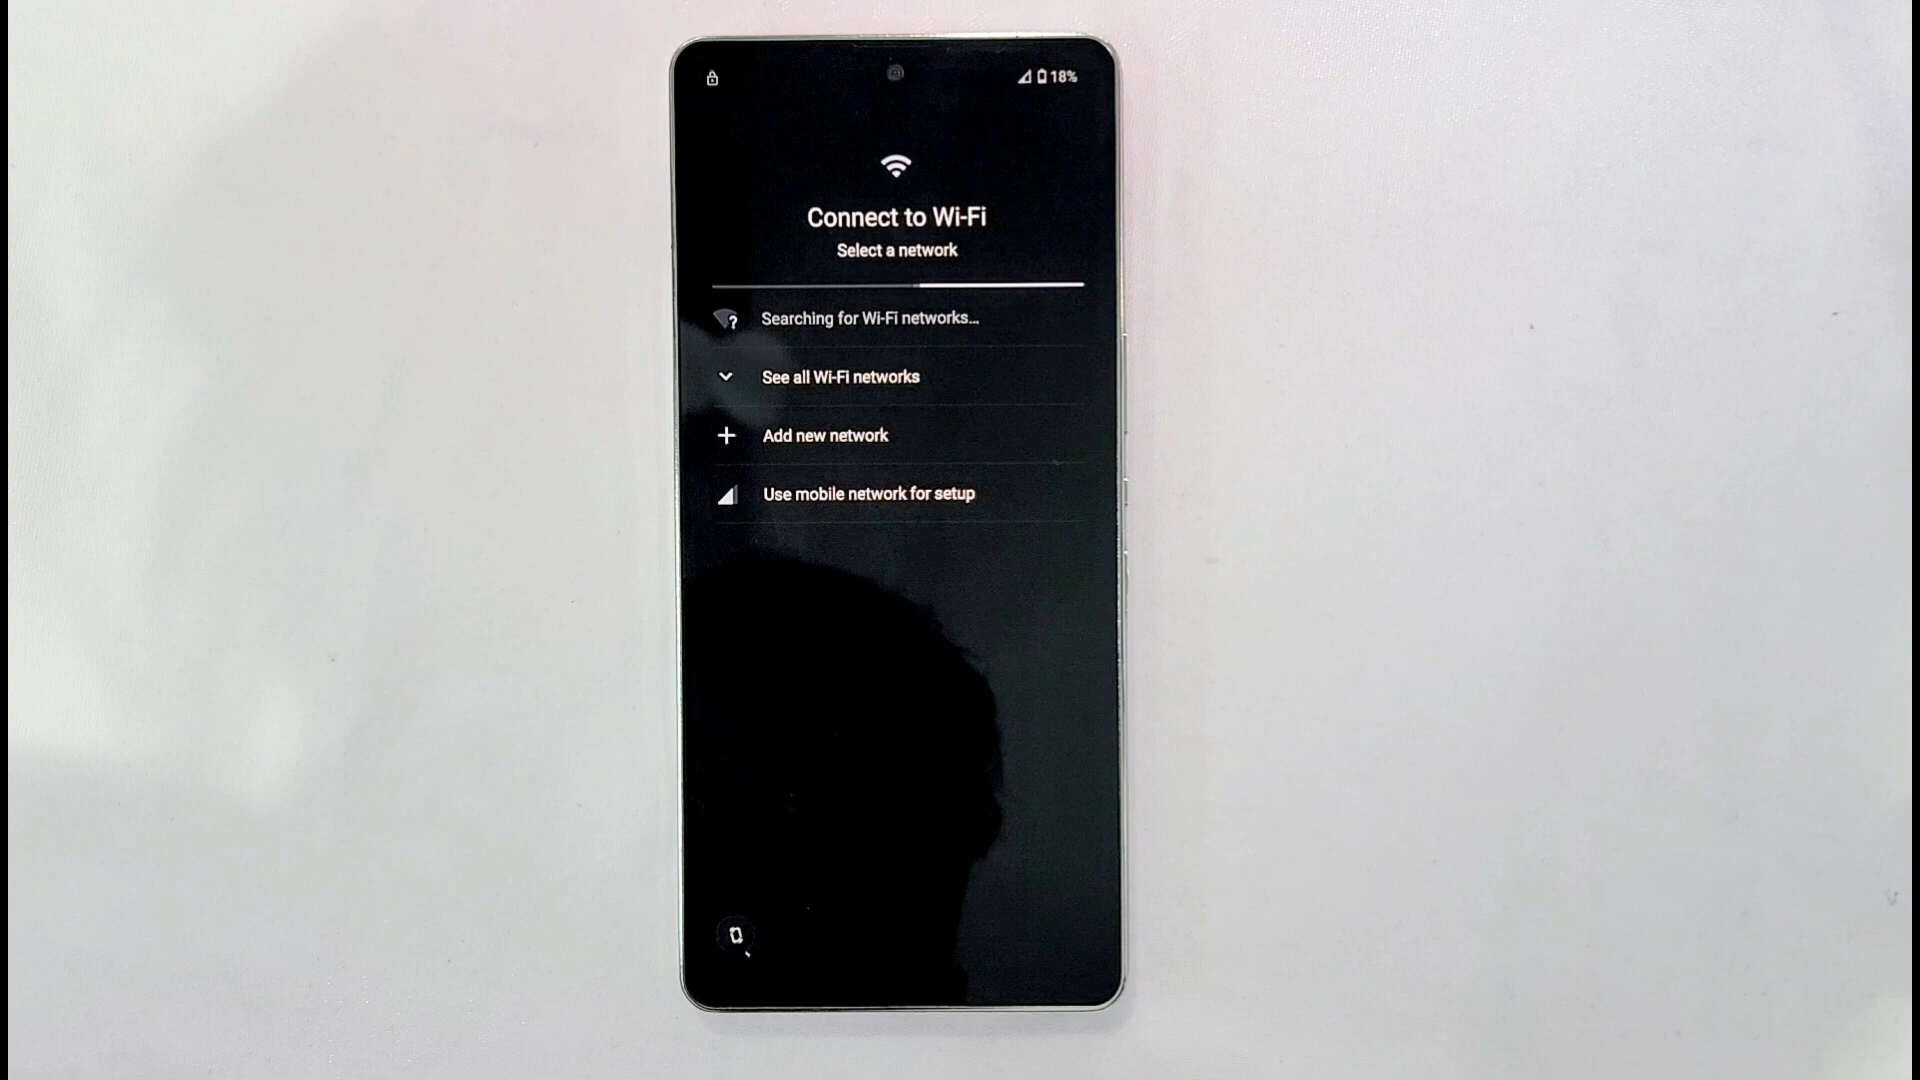 18%
Connect to Wi-Fi
Select a network
Searching for Wi-Fi networks...
See all Wi-Fi networks
Add new network
Use mobile network for setup